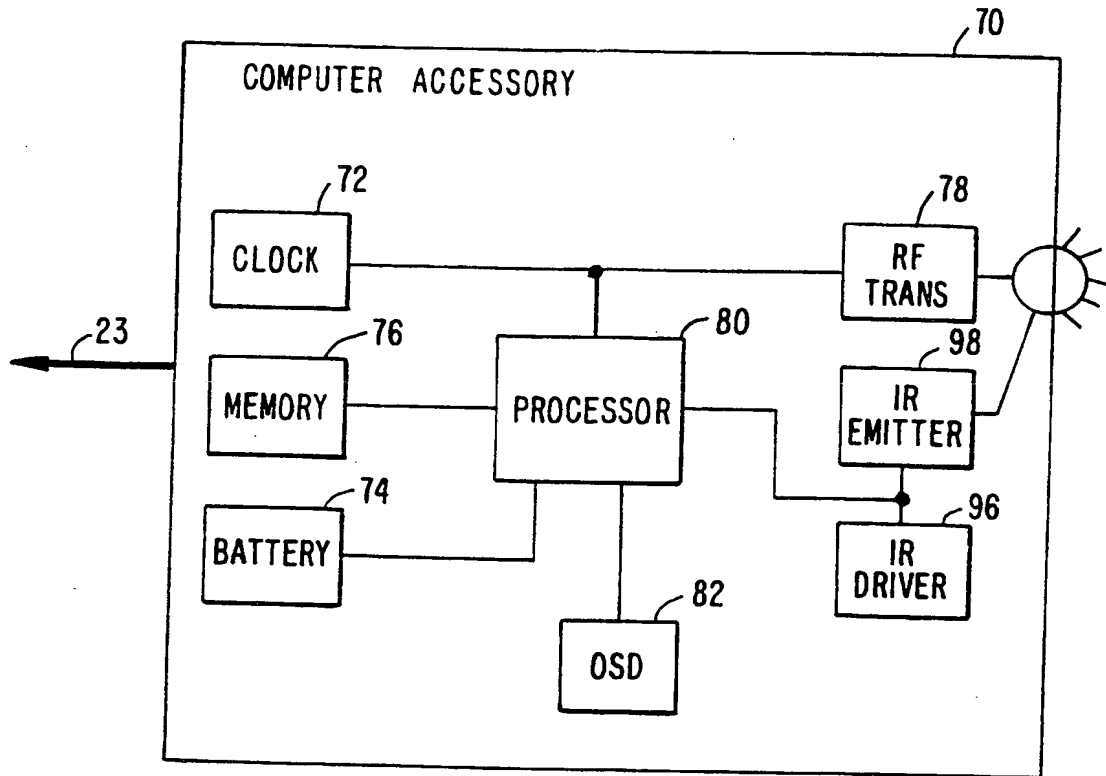 70
COMPUTER ACCESSORY
72
CLOCK
78
RF
TRANS
23
76
MEMORY
80
PROCESSOR
98
IR
EMITTER
74
BATTERY
96
IR
DRIVER
82
OSD